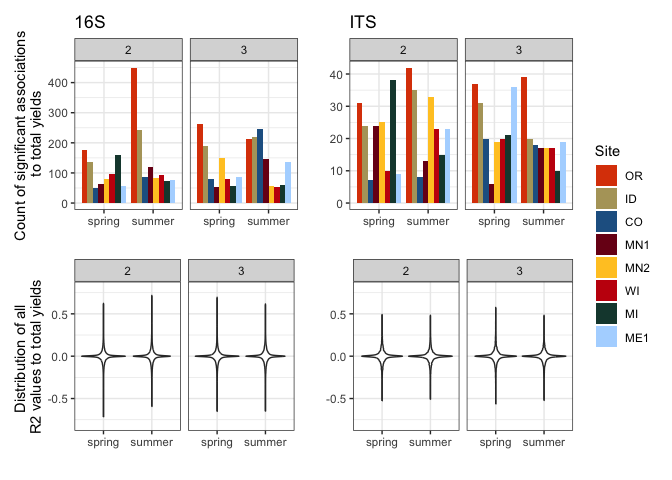 16S
ITS
2
3
2
3
Count of significant associations
to total yields
400
300
200
100
0
40
30
20
10
0
spring
summer
spring
summer
spring
summer
spring
summer
Site
OR
ID
CO
MN1
MN2
WI
MI
ME1
2
3
2
3
Distribution of all
R2 values to total yields
0.5
0.0
-0.5
0.5
0.0
-0.5
spring
summer
spring
summer
spring
summer
spring
summer